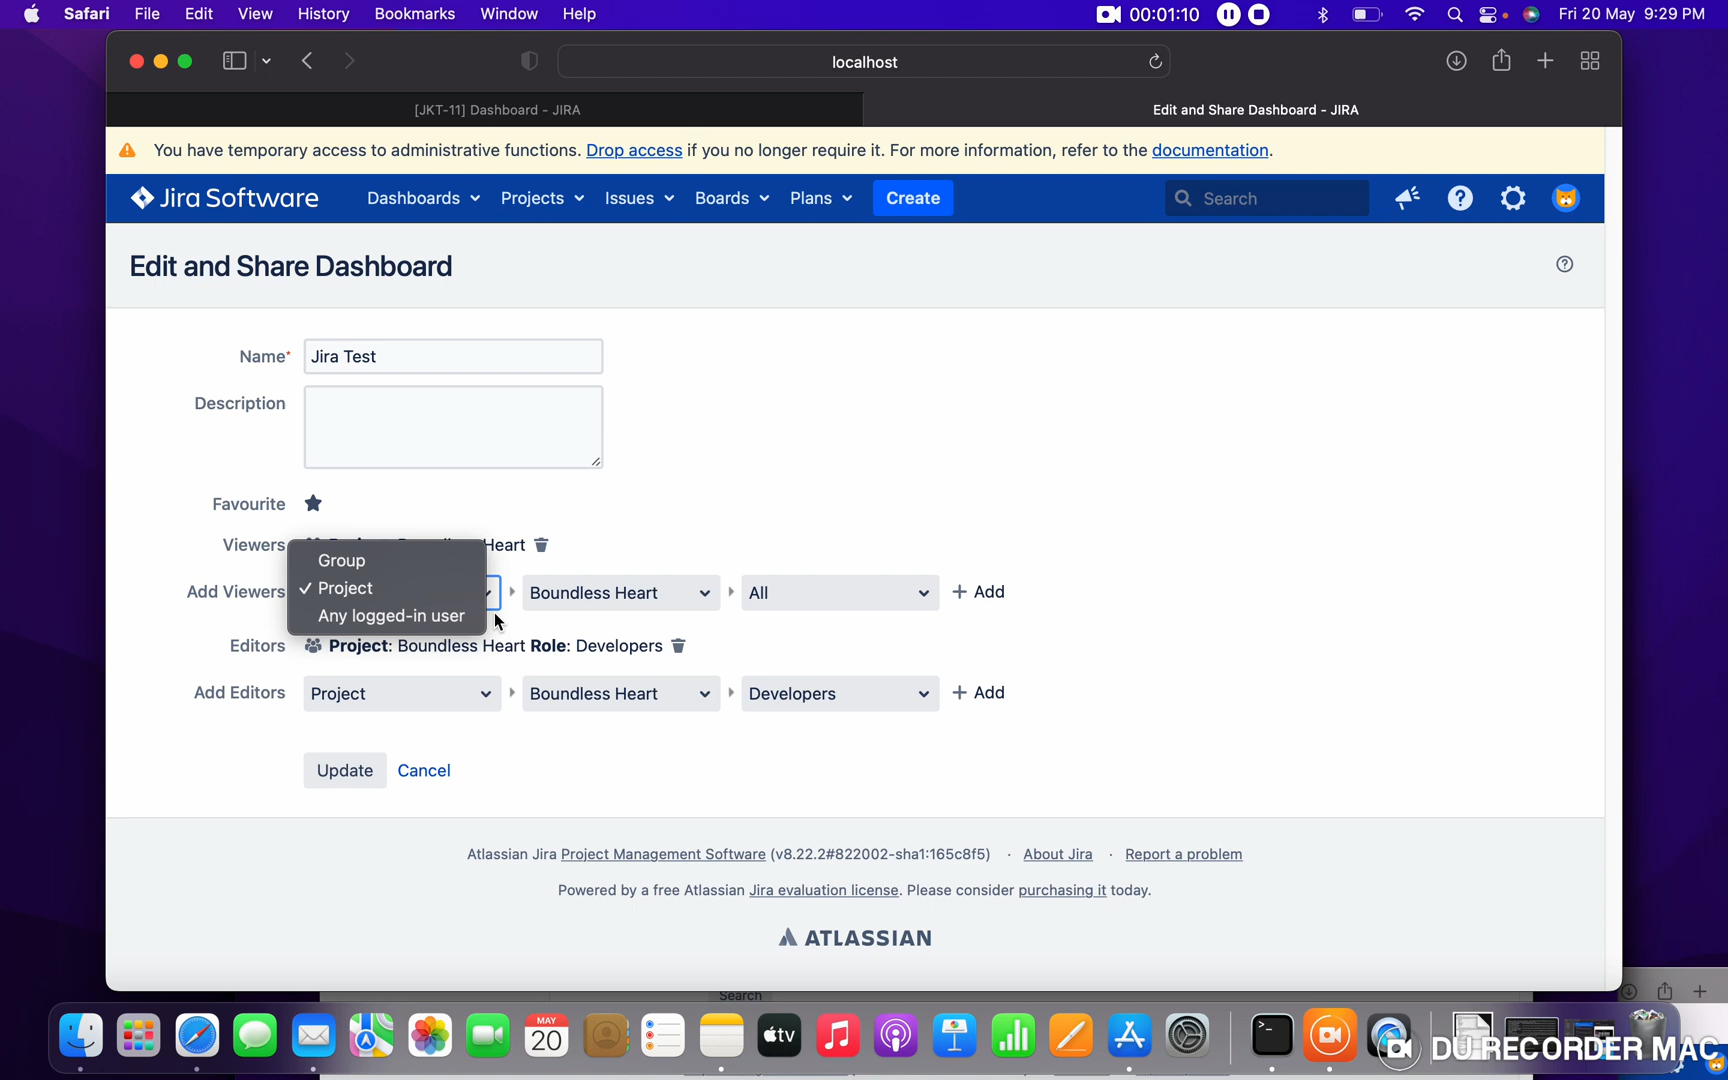 Safari File Edit View History Bookmarks Window Help 00:01:10 Fri 20 May 9:29 PM
localhost
[JKT-11] Dashboard - JIRA Edit and Share Dashboard - JIRA
You have temporary access to administrative functions. Drop access if you no longer require it. For more information, refer to the documentation.
Jira Software Dashboards Projects Issues Boards Plans Create Search
Edit and Share Dashboard
Name* Jira Test
Description
Favourite
Viewers Heart
Group
Project
Any logged-in user
Add Viewers Boundless Heart All + Add
Editors Project: Boundless Heart Role: Developers
Add Editors Project Boundless Heart Developers + Add
Update Cancel
Atlassian Jira Project Management Software (v8.22.2#822002-sha1:165c8f5) · About Jira · Report a problem
Powered by a free Atlassian Jira evaluation license. Please consider purchasing it today.
ATLASSIAN
Search
MAY
20
tv
DU RECORDER MAC